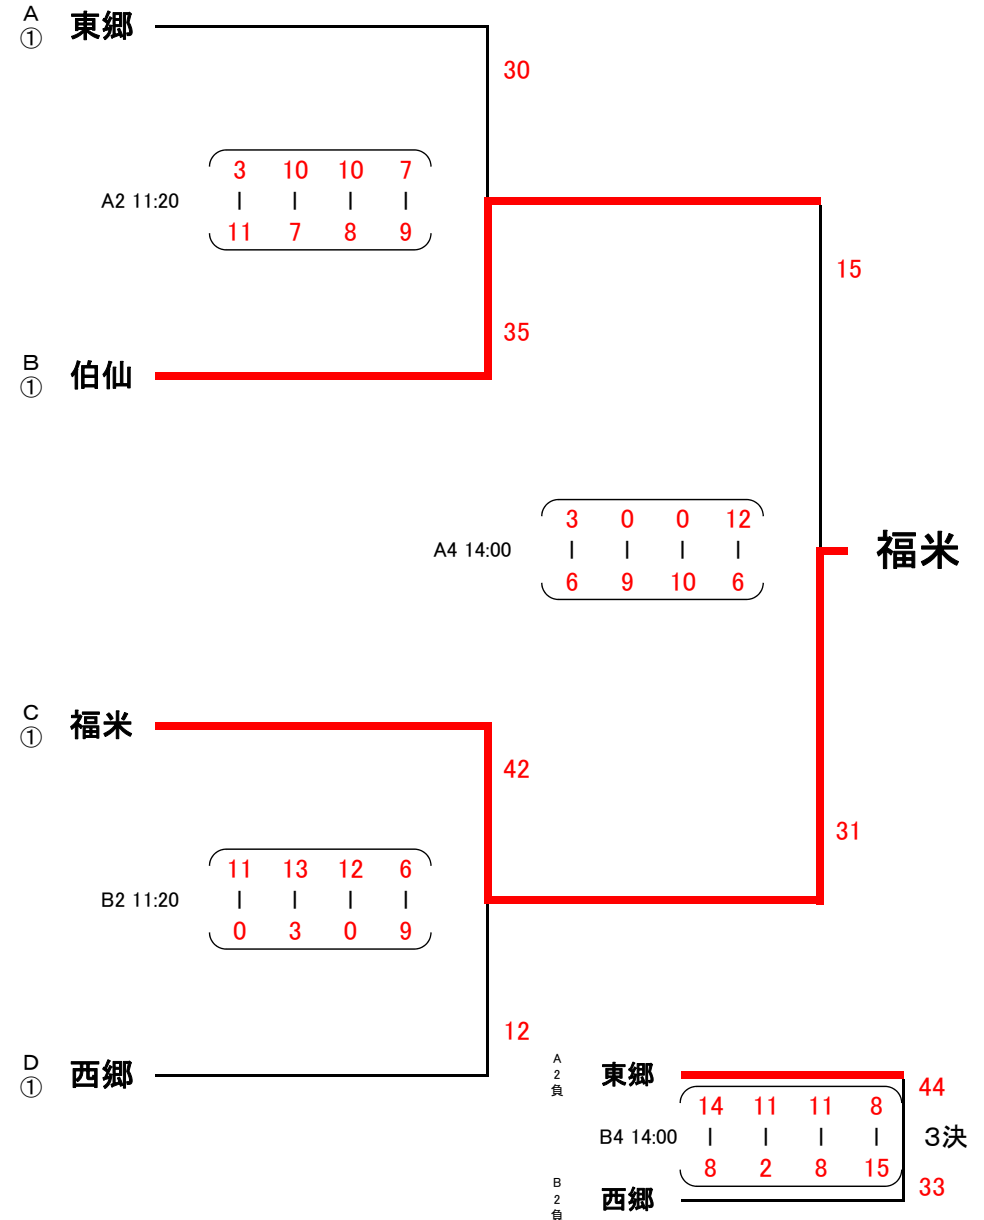 A
① 東郷
30
3 10 10 7
A2 11:20 | | | |
11 7 8 9
15
35
B
① 伯仙
3 0 0 12
A4 14:00 | | | |
6 9 10 6
福米
C
① 福米
42
31
11 13 12 6
B2 11:20 | | | |
0 3 0 9
12
D
① 西郷
A
2
負
東郷
44
14 11 11 8
B4 14:00 | | | |
3決
8 2 8 15
33
B
2
負
西郷